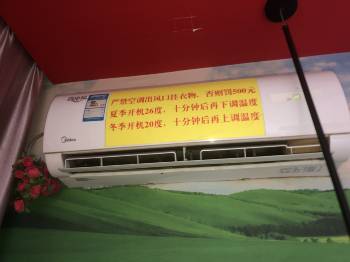 严禁空调出风口挂衣物，否则罚500元
夏季开机26度，十分钟后再下调温度
冬季开机20度，十分钟后再上调温度
Midea